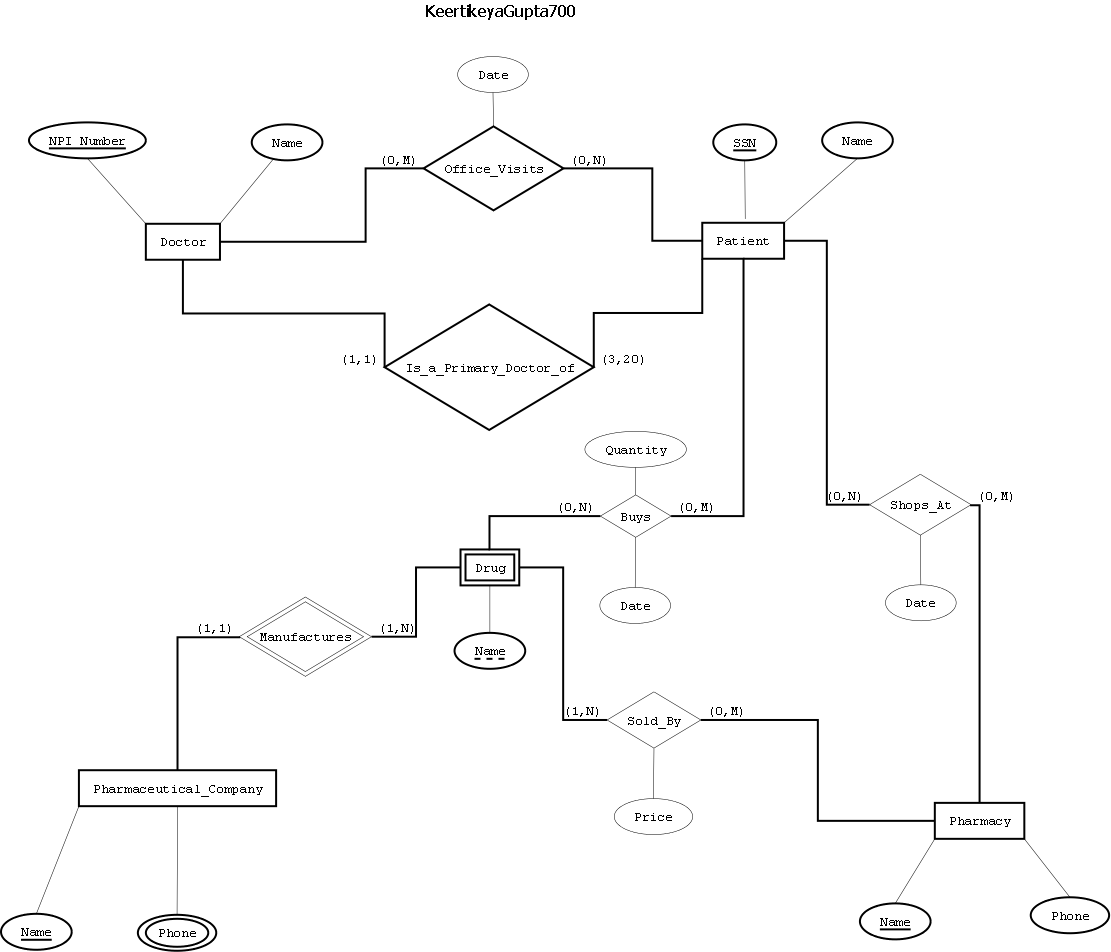 KeertikeyaGupta700
Date
NPI Number
Name
SSN
Name
(0,M)
Office_Visits
(0,N)
Doctor
Patient
(1,1)
Is_a_Primary_Doctor_of
(3,20)
Quantity
(0,N)
Buys
(0,M)
(0,N)
Shops_At
(0,M)
Drug
Date
Date
(1,1)
Manufactures
(1,N)
Name
(1,N)
Sold_By
(0,M)
Pharmaceutical_Company
Price
Pharmacy
Name
Phone
Name
Phone